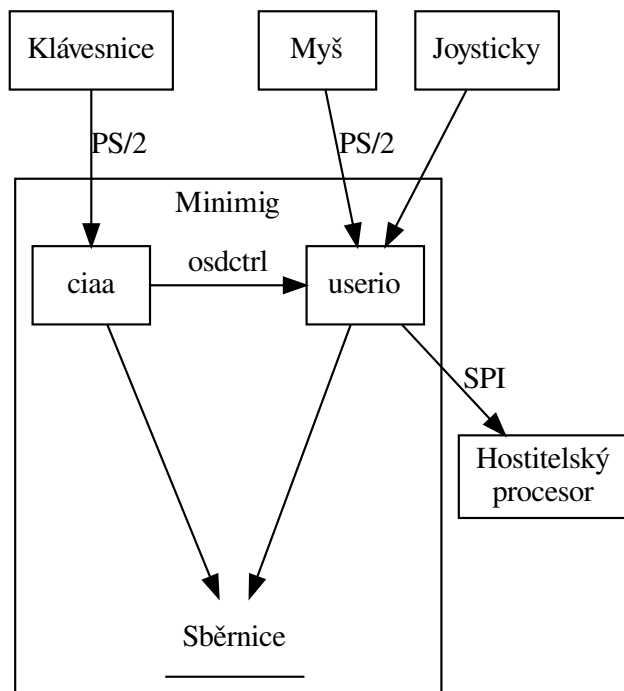 Klávesnice
Myš
Joysticky
PS/2
PS/2
Minimig
ciaa
osdctrl
userio
SPI
Hostitelský
procesor
Sběrnice